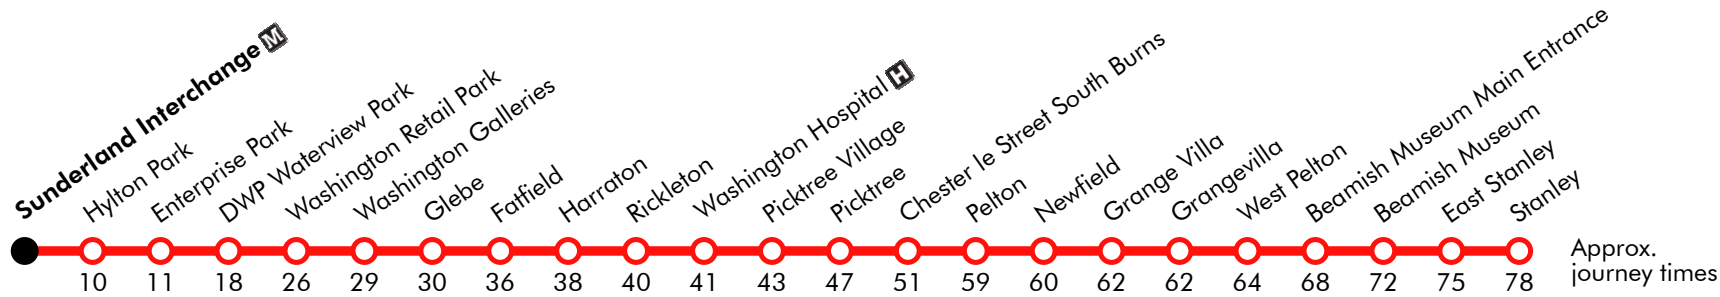 Sunderland Interchange M
Hylton Park
Enterprise Park
DWP Waterview Park
Washington Retail Park
Washington Galleries
Glebe
Fatfield
Harraton
Rickleton
Washington Hospital H
Picktree Village
Picktree
Chester le Street South Burns
Pelton
Newfield
Grange Villa
Grangevilla
West Pelton
Beamish Museum Main Entrance
Beamish Museum
East Stanley
Stanley
10 11 18 26 29 30 36 38 40 41 43 47 51 59 60 62 62 64 68 72 75 78
Approx.
journey times